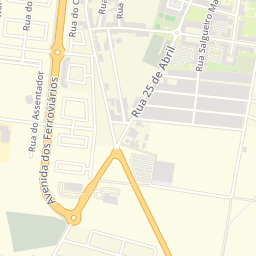 Rua do C
Rua Salgueiro Ma
Rua 25 de Abril
Rua do Assentador
Avenida dos Ferroviários